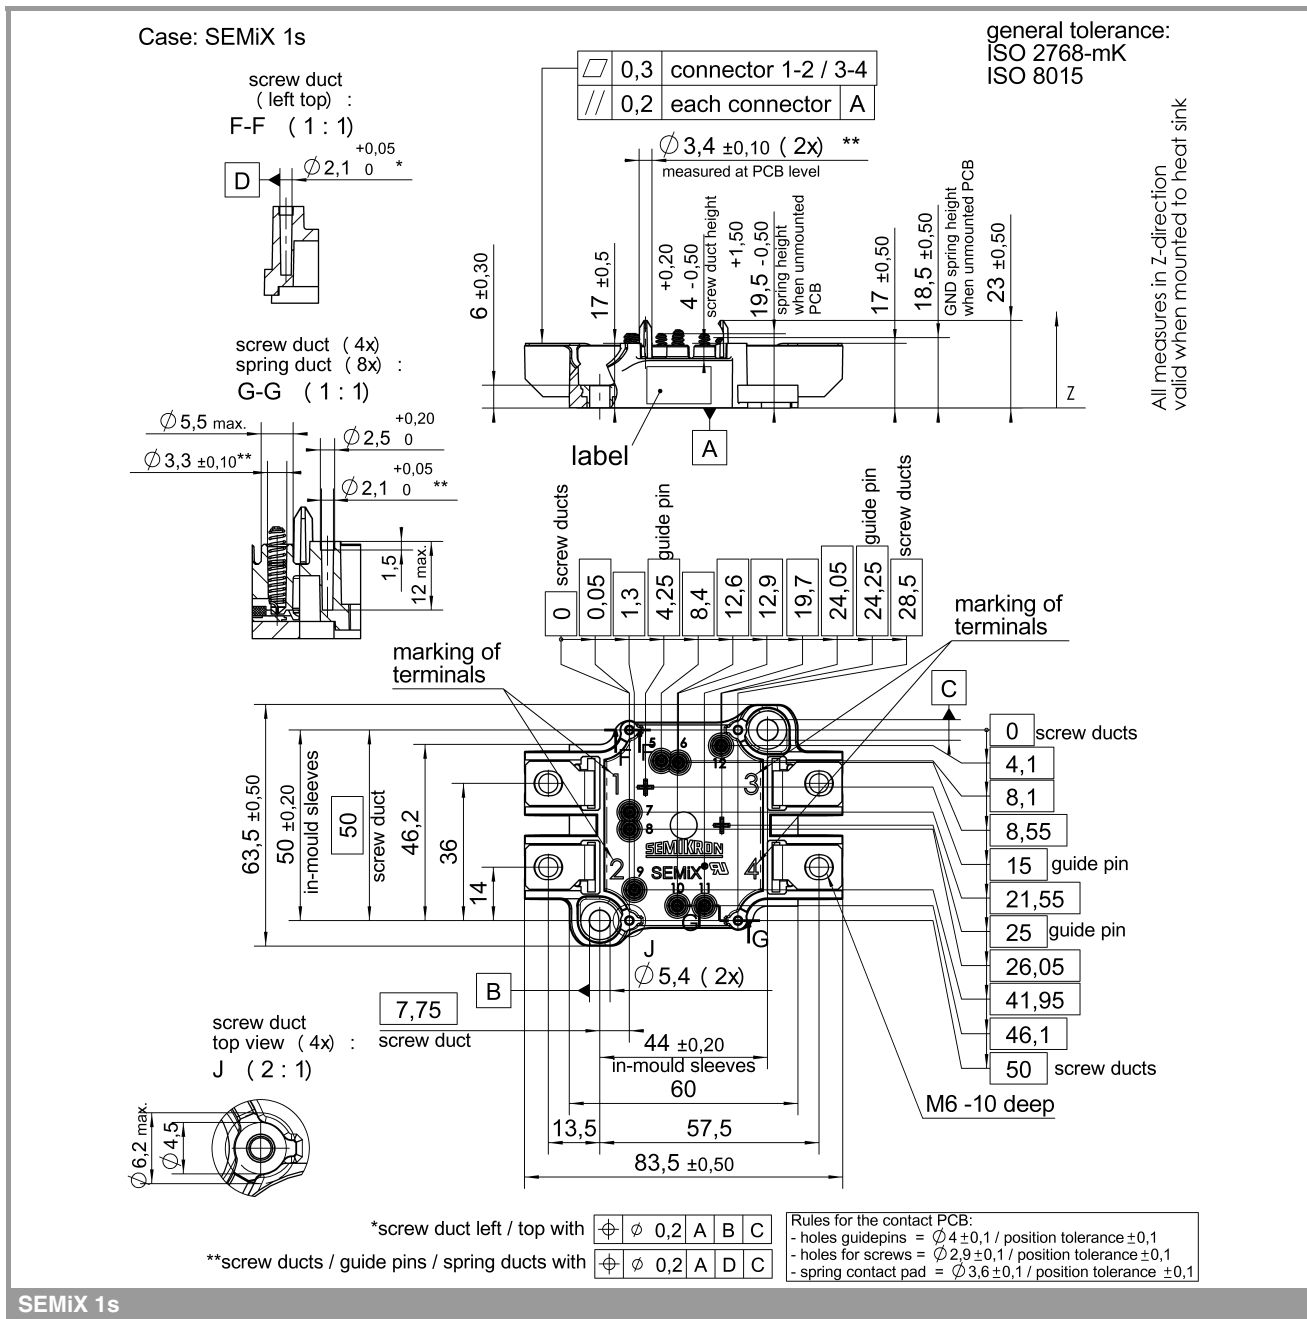 Case: SEMiX 1s
general tolerance:
ISO 2768-mK
ISO 8015
screw duct
( left top) :
F-F ( 1 : 1)
D
∅ 2,1 +0,05 0 *
0,3 connector 1-2 / 3-4
// 0,2 each connector A
∅ 3,4 ±0,10 ( 2x) **
measured at PCB level
6 ±0,30
17 ±0,5
+0,20
4 -0,50
screw duct height
+1,50
19,5 -0,50
spring height
when unmounted
PCB
17 ±0,50
18,5 ±0,50
GND spring height
when unmounted PCB
23 ±0,50
Z
All measures in Z-direction
valid when mounted to heat sink
label
A
screw duct ( 4x)
spring duct ( 8x) :
G-G ( 1 : 1)
∅ 5,5 max.
∅ 2,5 +0,20 0
∅ 3,3 ±0,10**
∅ 2,1 +0,05 0 **
1,5
12 max.
screw ducts
guide pin
guide pin
screw ducts
0
0,05
1,3
4,25
8,4
12,6
12,9
19,7
24,05
24,25
28,5
marking of
terminals
marking of
terminals
C
63,5 ±0,50
50 ±0,20
in-mould sleeves
50
screw duct
46,2
36
14
F
F
5
6
12
1
3
7
8
SEMIKRON
2
SEMiX
4
9
10
11
G
G
J
0 screw ducts
4,1
8,1
8,55
15 guide pin
21,55
25 guide pin
26,05
41,95
46,1
50 screw ducts
B
∅ 5,4 ( 2x)
7,75
screw duct
44 ±0,20
in-mould sleeves
60
M6 -10 deep
13,5
57,5
83,5 ±0,50
screw duct
top view ( 4x) :
J ( 2 : 1)
∅ 6,2 max.
∅ 4,5
*screw duct left / top with ⌖ ∅ 0,2 A B C
**screw ducts / guide pins / spring ducts with ⌖ ∅ 0,2 A D C
Rules for the contact PCB:
- holes guidepins = ∅ 4 ±0,1 / position tolerance ±0,1
- holes for screws = ∅ 2,9 ±0,1 / position tolerance ±0,1
- spring contact pad = ∅ 3,6 ±0,1 / position tolerance ±0,1
SEMiX 1s